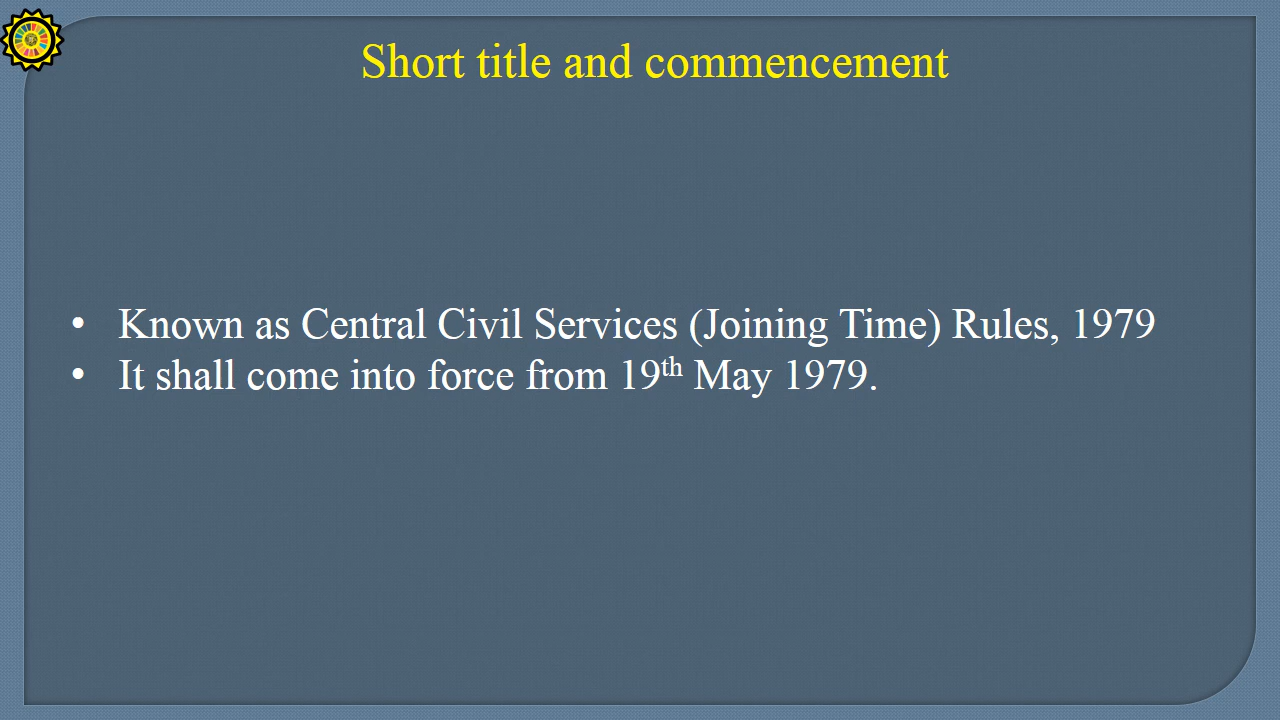 Short title and commencement
• Known as Central Civil Services (Joining Time) Rules, 1979
• It shall come into force from 19th May 1979.